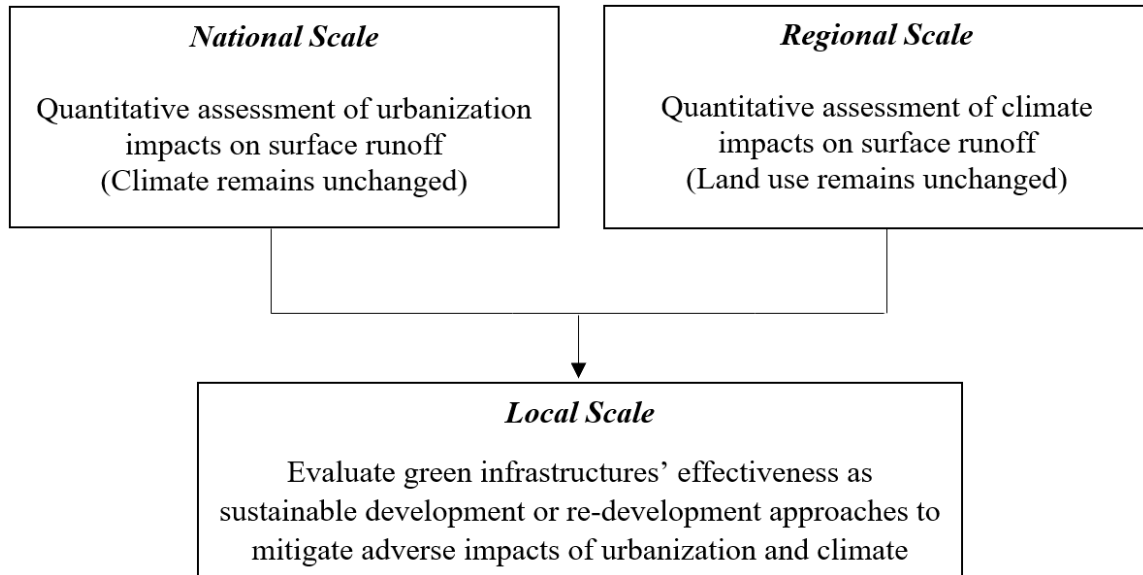 National Scale
Quantitative assessment of urbanization
impacts on surface runoff
(Climate remains unchanged)
Regional Scale
Quantitative assessment of climate
impacts on surface runoff
(Land use remains unchanged)
Local Scale
Evaluate green infrastructures’ effectiveness as
sustainable development or re-development approaches to
mitigate adverse impacts of urbanization and climate